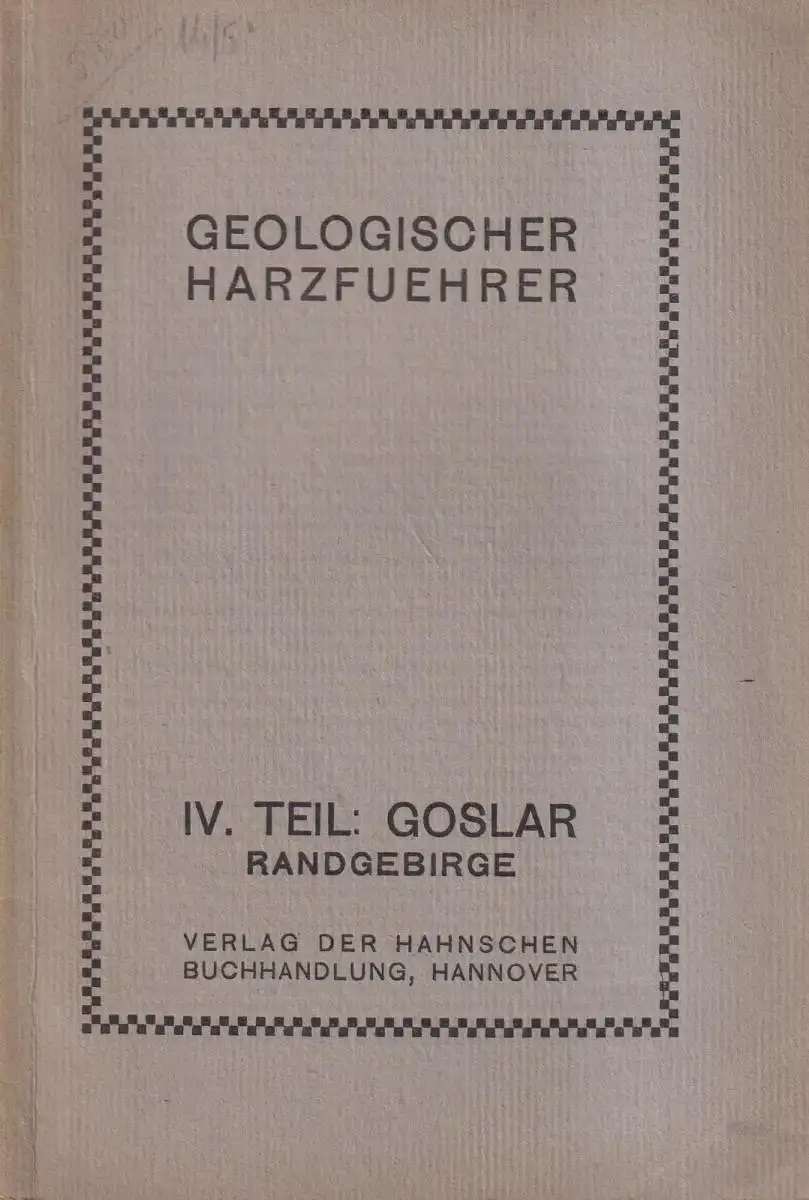 GEOLOGISCHER
HARZFUEHRER
IV. TEIL: GOSLAR
RANDGEBIRGE
VERLAG DER HAHNSCHEN
BUCHHANDLUNG, HANNOVER